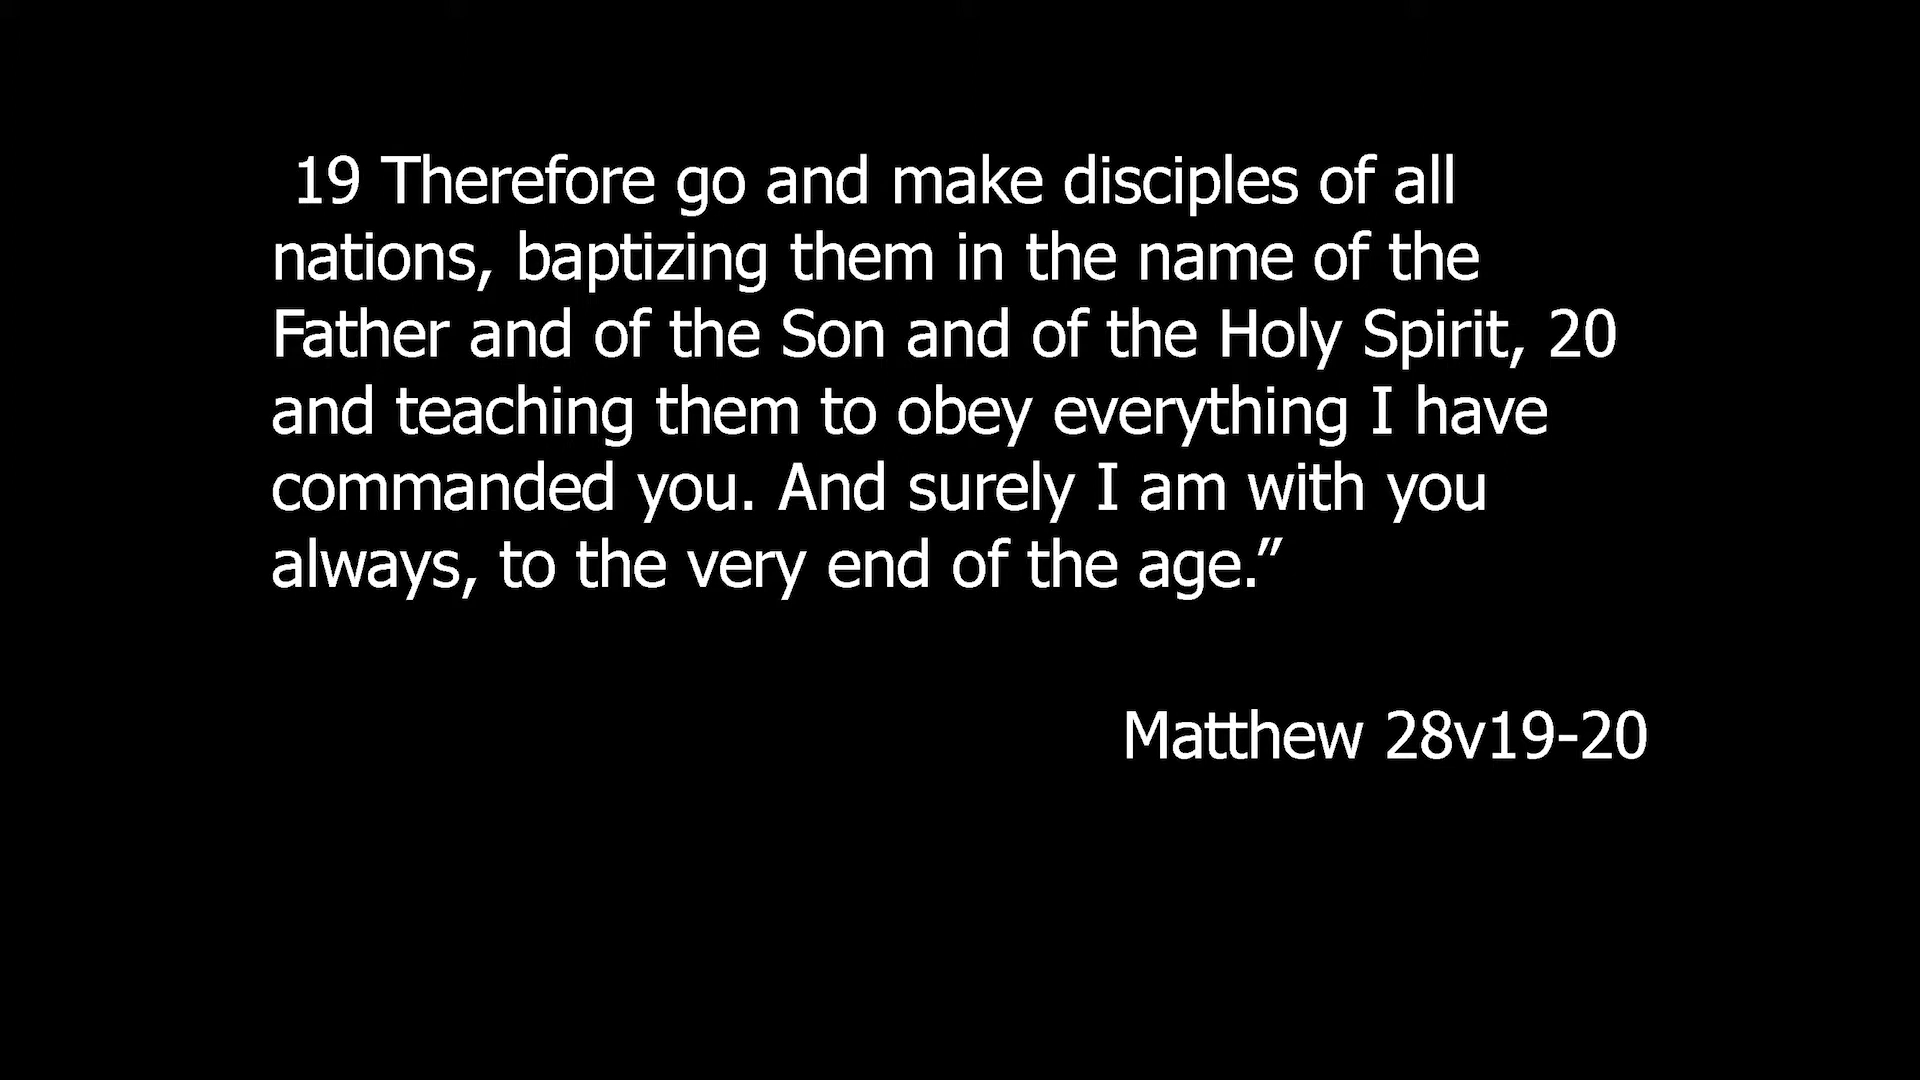 19 Therefore go and make disciples of all
nations, baptizing them in the name of the
Father and of the Son and of the Holy Spirit, 20
and teaching them to obey everything I have
commanded you. And surely I am with you
always, to the very end of the age.”
Matthew 28v19-20